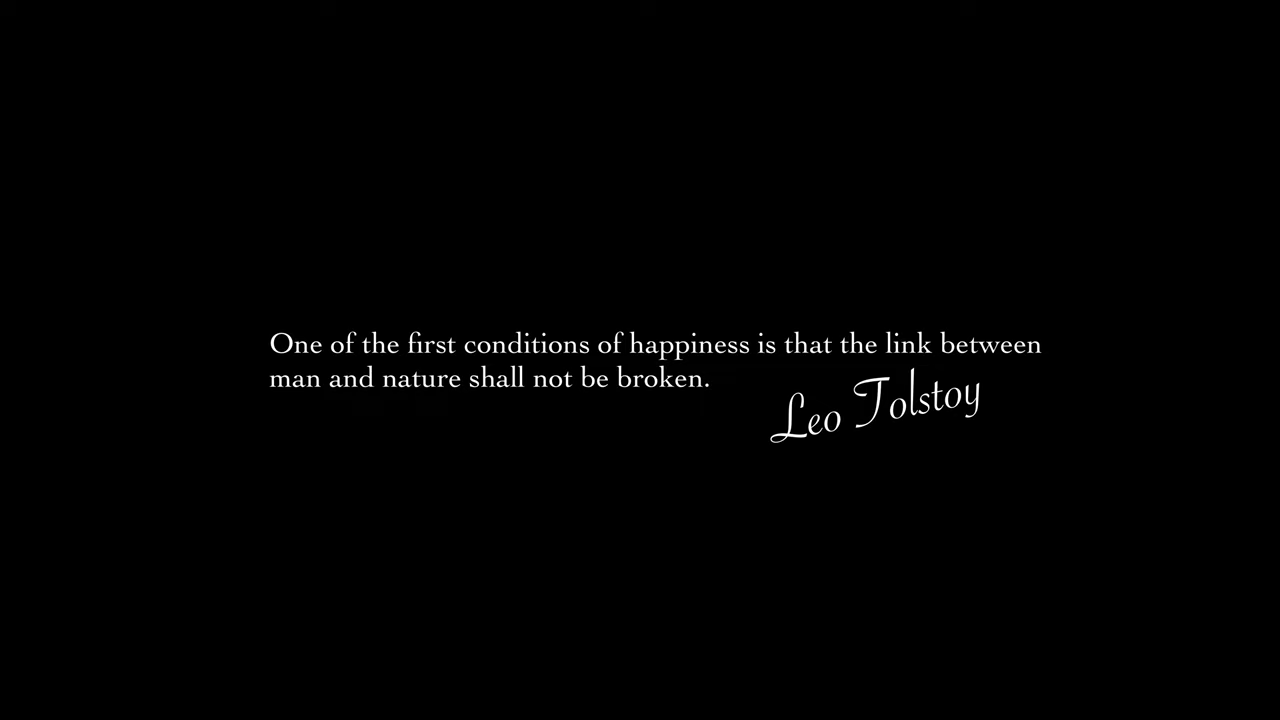 One of the first conditions of happiness is that the link between
man and nature shall not be broken.
Leo Tolstoy